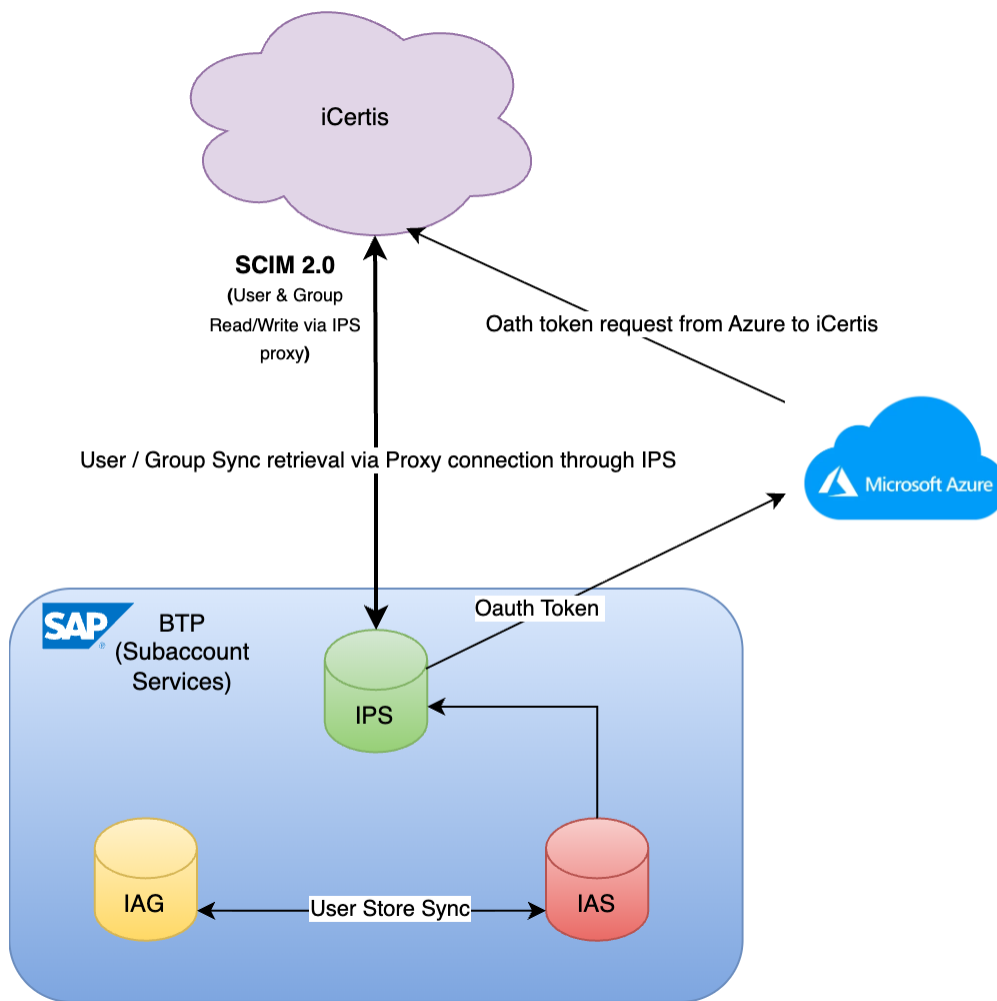 iCertis
SCIM 2.0
(User & Group
Read/Write via IPS
proxy)
Oath token request from Azure to iCertis
User / Group Sync retrieval via Proxy connection through IPS
Microsoft Azure
Oauth Token
SAP
®
BTP
(Subaccount
Services)
IPS
IAG
User Store Sync
IAS